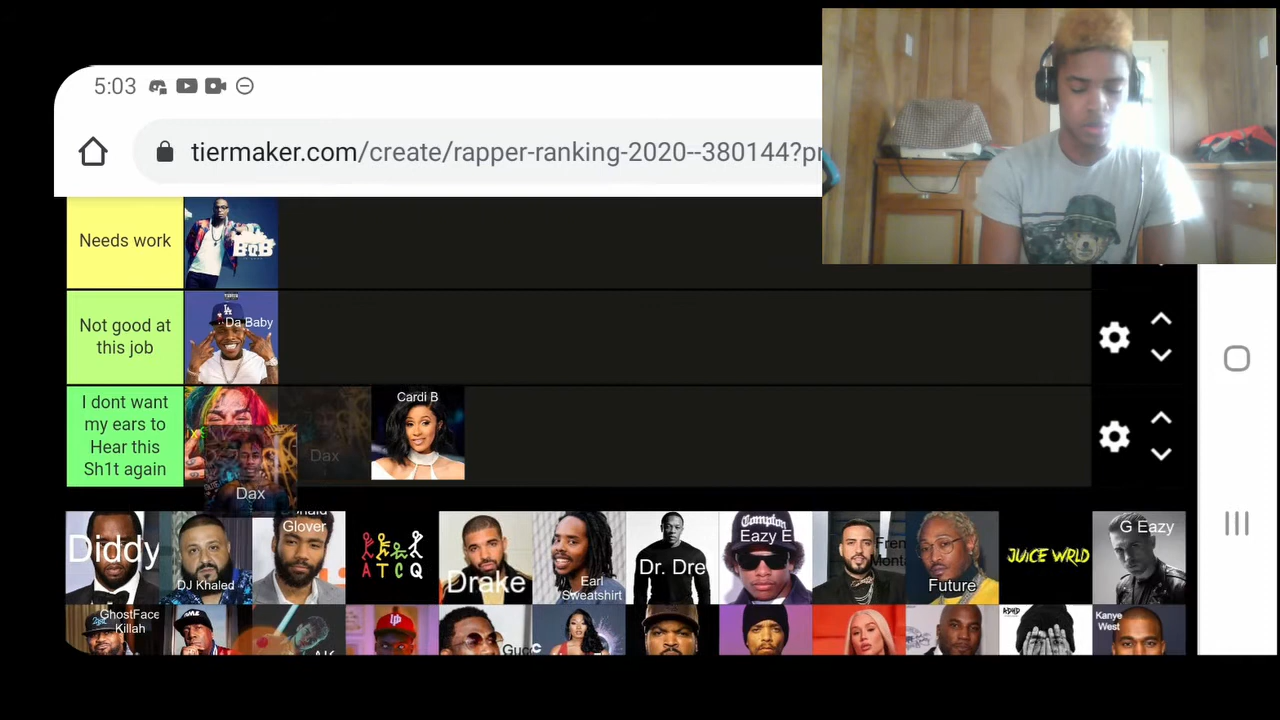 5:03
tiermaker.com/create/rapper-ranking-2020--380144?pr
Needs work
BoB
Not good at
this job
Da Baby
I dont want
my ears to
Hear this
Sh1t again
Dax
Cardi B
Dax
Diddy
DJ Khaled
Donald
Glover
A T C Q
Drake
Earl
Sweatshirt
Dr. Dre
Compton
Eazy E
Future
JUICE WRLD
G Eazy
GhostFace
Killah
Kanye
West